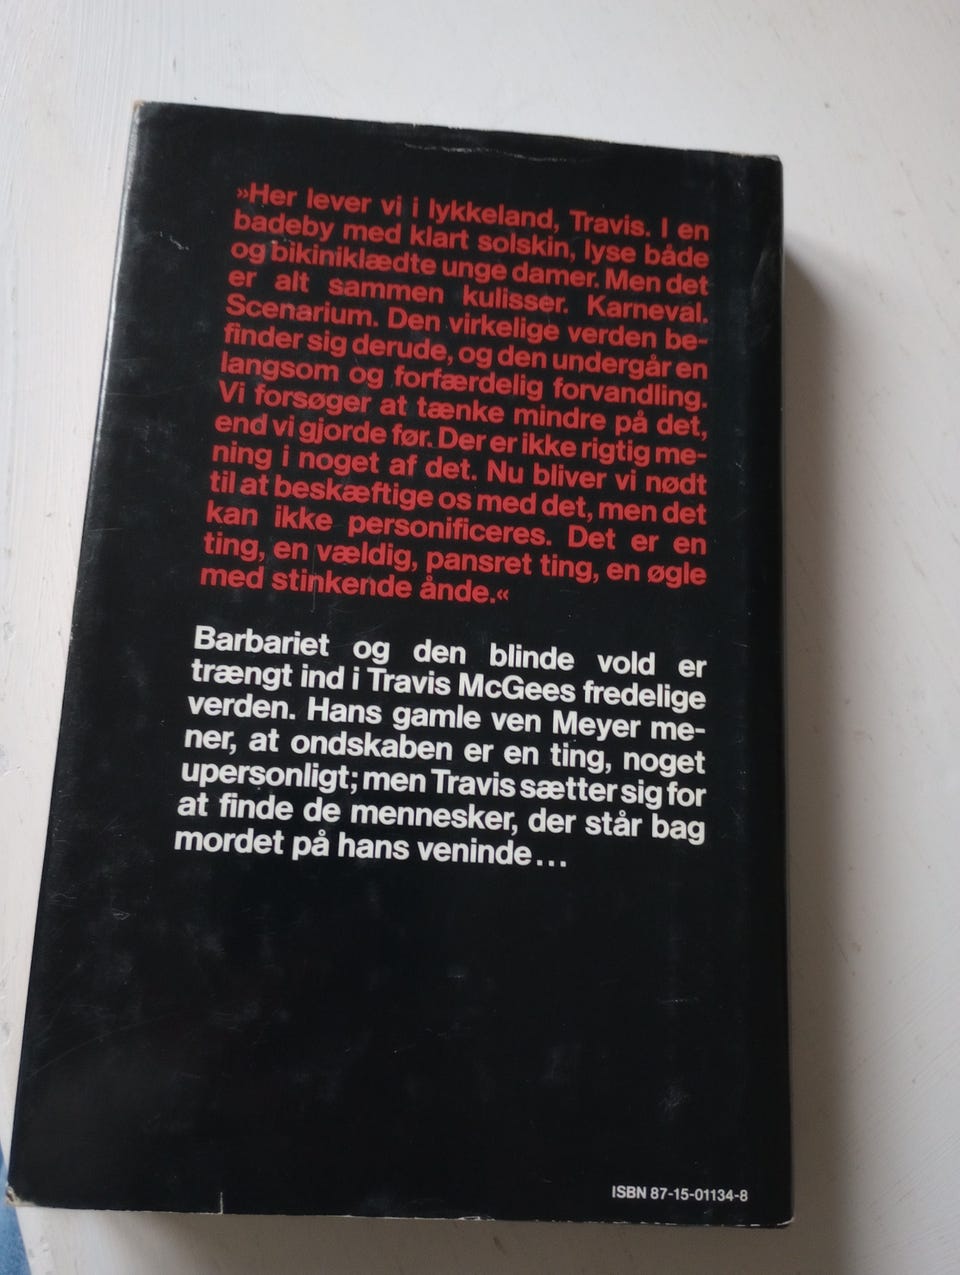 »Her lever vi i lykkeland, Travis. I en
badeby med klart solskin, lyse både
og bikiniklædte unge damer. Men det
er alt sammen kulisser. Karneval.
Scenarium. Den virkelige verden be-
finder sig derude, og den undergår en
langsom og forfærdelig forvandling.
Vi forsøger at tænke mindre på det,
end vi gjorde før. Der er ikke rigtig me-
ning i noget af det. Nu bliver vi nødt
til at beskæftige os med det, men det
kan ikke personificeres. Det er en
ting, en vældig, pansret ting, en øgle
med stinkende ånde.«
Barbariet og den blinde vold er
trængt ind i Travis McGees fredelige
verden. Hans gamle ven Meyer me-
ner, at ondskaben er en ting, noget
upersonligt; men Travis sætter sig for
at finde de mennesker, der står bag
mordet på hans veninde...
ISBN 87-15-01134-8